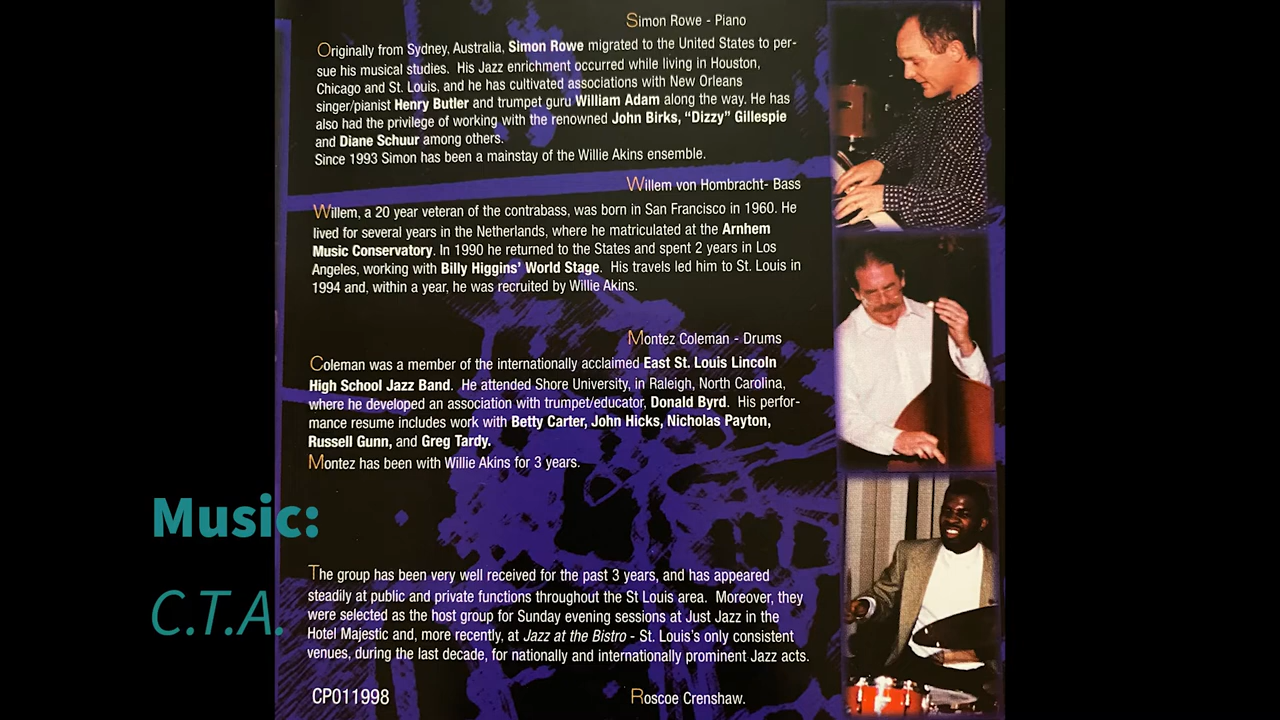 Simon Rowe - Piano
Originally from Sydney, Australia, Simon Rowe migrated to the United States to per-
sue his musical studies. His Jazz enrichment occurred while living in Houston,
Chicago and St. Louis, and he has cultivated associations with New Orleans
singer/pianist Henry Butler and trumpet guru William Adam along the way. He has
also had the privilege of working with the renowned John Birks, “Dizzy” Gillespie
and Diane Schuur among others.
Since 1993 Simon has been a mainstay of the Willie Akins ensemble.
Willem von Hombracht- Bass
Willem, a 20 year veteran of the contrabass, was born in San Francisco in 1960. He
lived for several years in the Netherlands, where he matriculated at the Arnhem
Music Conservatory. In 1990 he returned to the States and spent 2 years in Los
Angeles, working with Billy Higgins’ World Stage. His travels led him to St. Louis in
1994 and, within a year, he was recruited by Willie Akins.
Montez Coleman - Drums
Coleman was a member of the internationally acclaimed East St. Louis Lincoln
High School Jazz Band. He attended Shore University, in Raleigh, North Carolina,
where he developed an association with trumpet/educator, Donald Byrd. His perfor-
mance resume includes work with Betty Carter, John Hicks, Nicholas Payton,
Russell Gunn, and Greg Tardy.
Montez has been with Willie Akins for 3 years.
The group has been very well received for the past 3 years, and has appeared
steadily at public and private functions throughout the St Louis area. Moreover, they
were selected as the host group for Sunday evening sessions at Just Jazz in the
Hotel Majestic and, more recently, at Jazz at the Bistro - St. Louis’s only consistent
venues, during the last decade, for nationally and internationally prominent Jazz acts.
CP011998
Roscoe Crenshaw.
Music:
C.T.A.